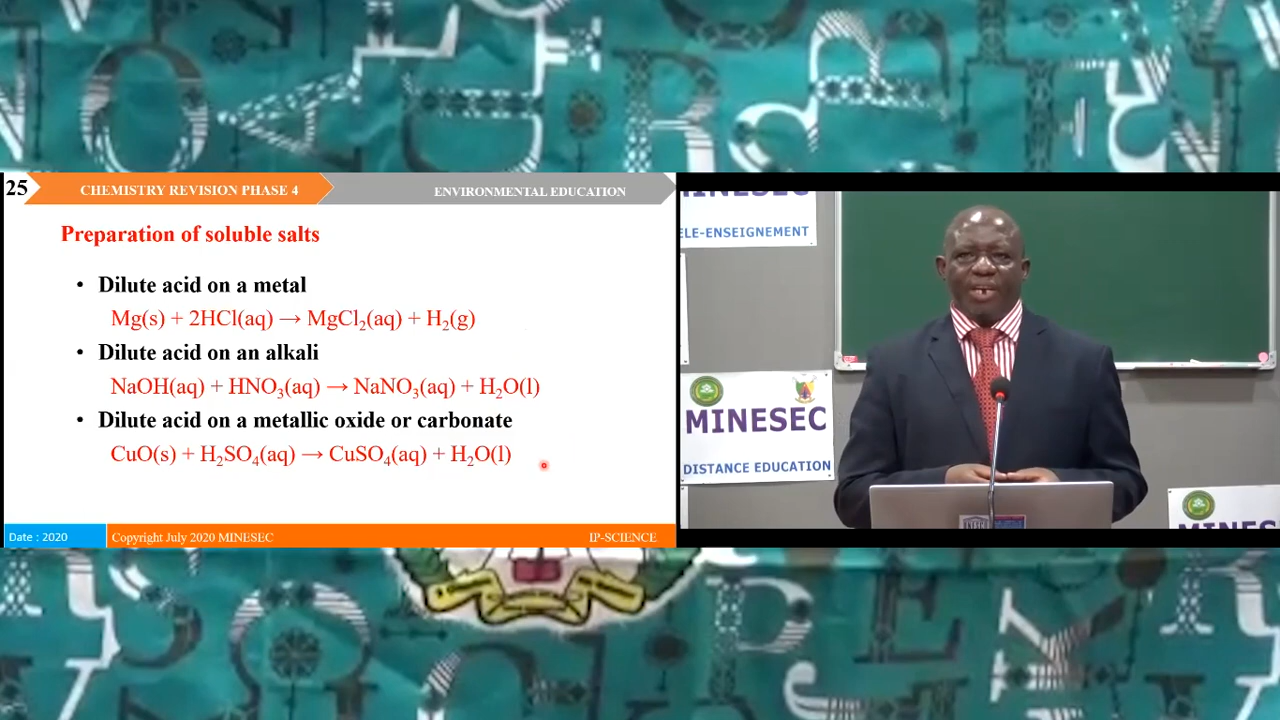 25
CHEMISTRY REVISION PHASE 4
ENVIRONMENTAL EDUCATION
Preparation of soluble salts
• Dilute acid on a metal
Mg(s) + 2HCl(aq) → MgCl₂(aq) + H₂(g)
• Dilute acid on an alkali
NaOH(aq) + HNO₃(aq) → NaNO₃(aq) + H₂O(l)
• Dilute acid on a metallic oxide or carbonate
CuO(s) + H₂SO₄(aq) → CuSO₄(aq) + H₂O(l)
Date : 2020
Copyright July 2020 MINESEC
IP-SCIENCE
ELE-ENSEIGNEMENT
MINESEC
DISTANCE EDUCATION